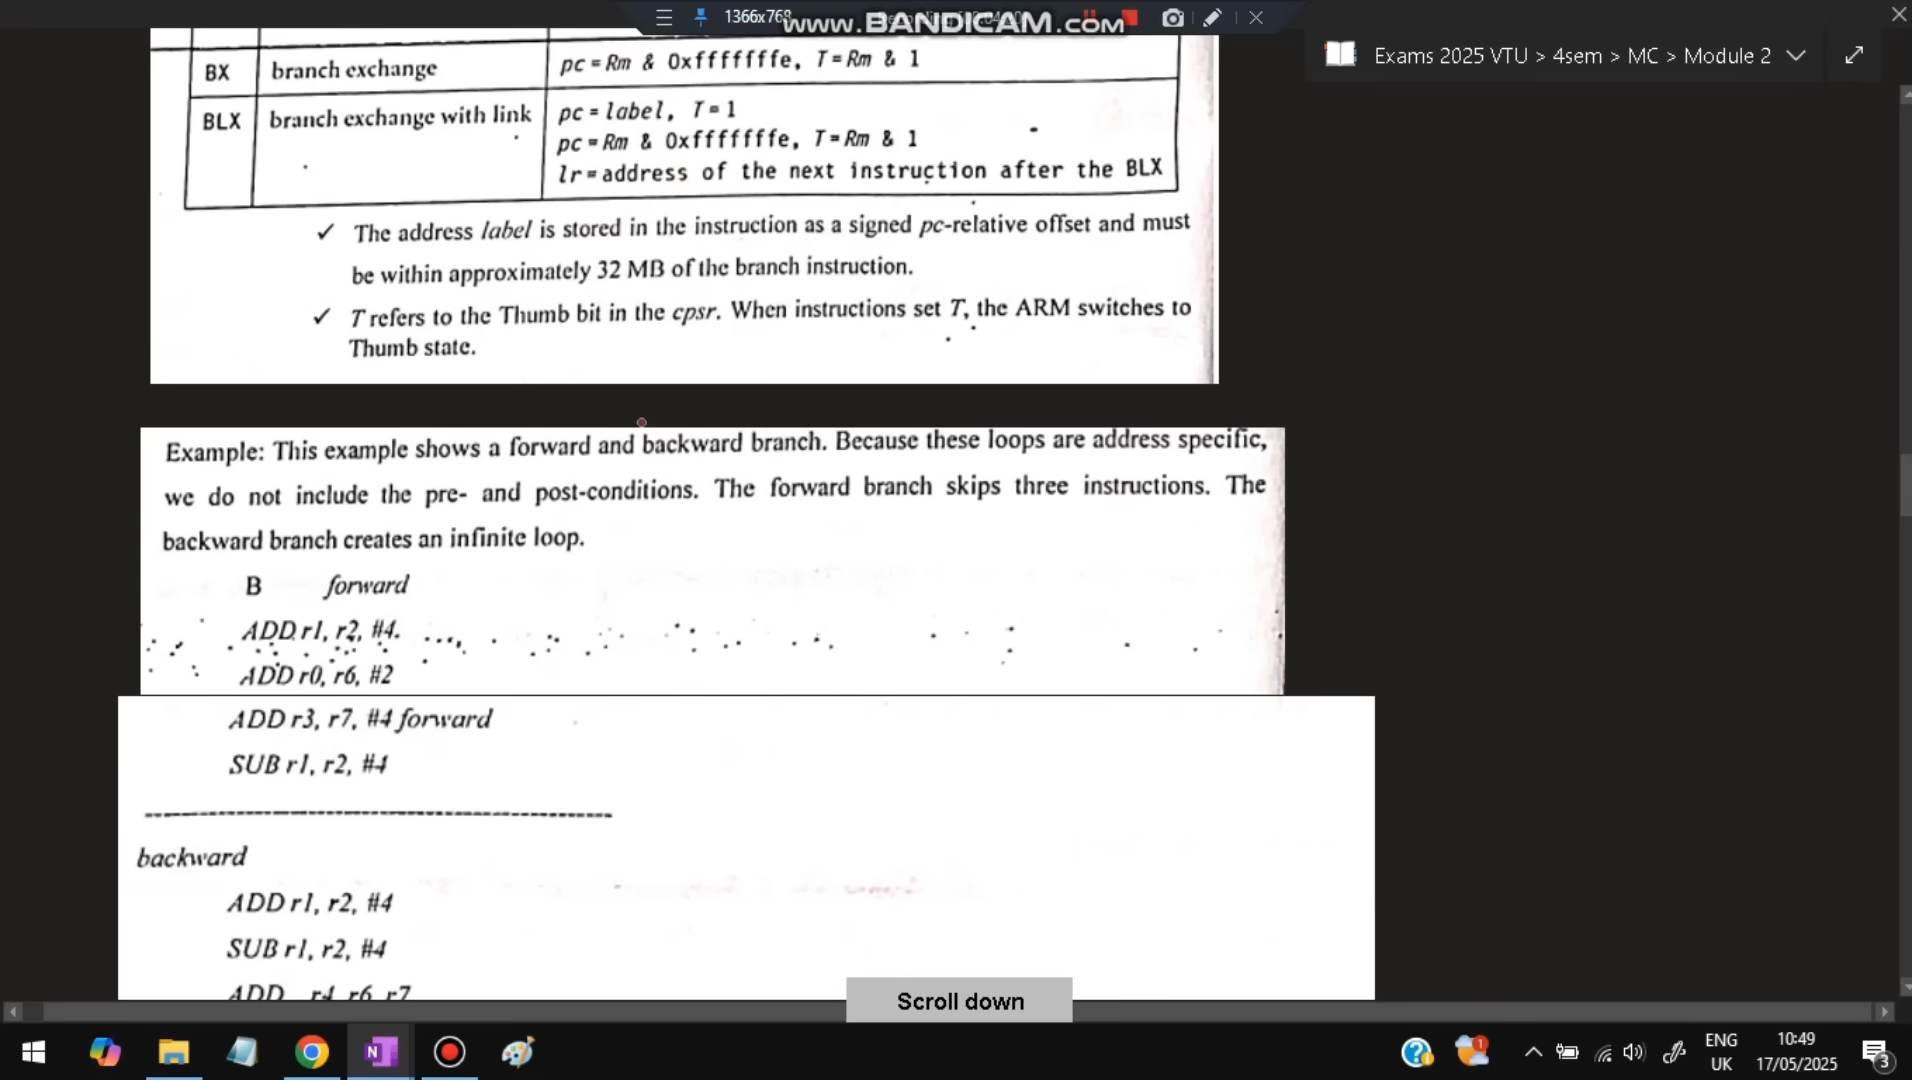 1366x768
www.BANDICAM.com
Exams 2025 VTU > 4sem > MC > Module 2
BX branch exchange pc = Rm & 0xfffffffe, T = Rm & 1
BLX branch exchange with link pc = label, T = 1
pc = Rm & 0xfffffffe, T = Rm & 1
lr = address of the next instruction after the BLX
✓ The address label is stored in the instruction as a signed pc-relative offset and must
be within approximately 32 MB of the branch instruction.
✓ T refers to the Thumb bit in the cpsr. When instructions set T, the ARM switches to
Thumb state.
Example: This example shows a forward and backward branch. Because these loops are address specific,
we do not include the pre- and post-conditions. The forward branch skips three instructions. The
backward branch creates an infinite loop.
B forward
ADD r1, r2, #4.
ADD r0, r6, #2
ADD r3, r7, #4 forward
SUB r1, r2, #4
backward
ADD r1, r2, #4
SUB r1, r2, #4
ADD r4, r6, r7
Scroll down
ENG
UK
10:49
17/05/2025
3